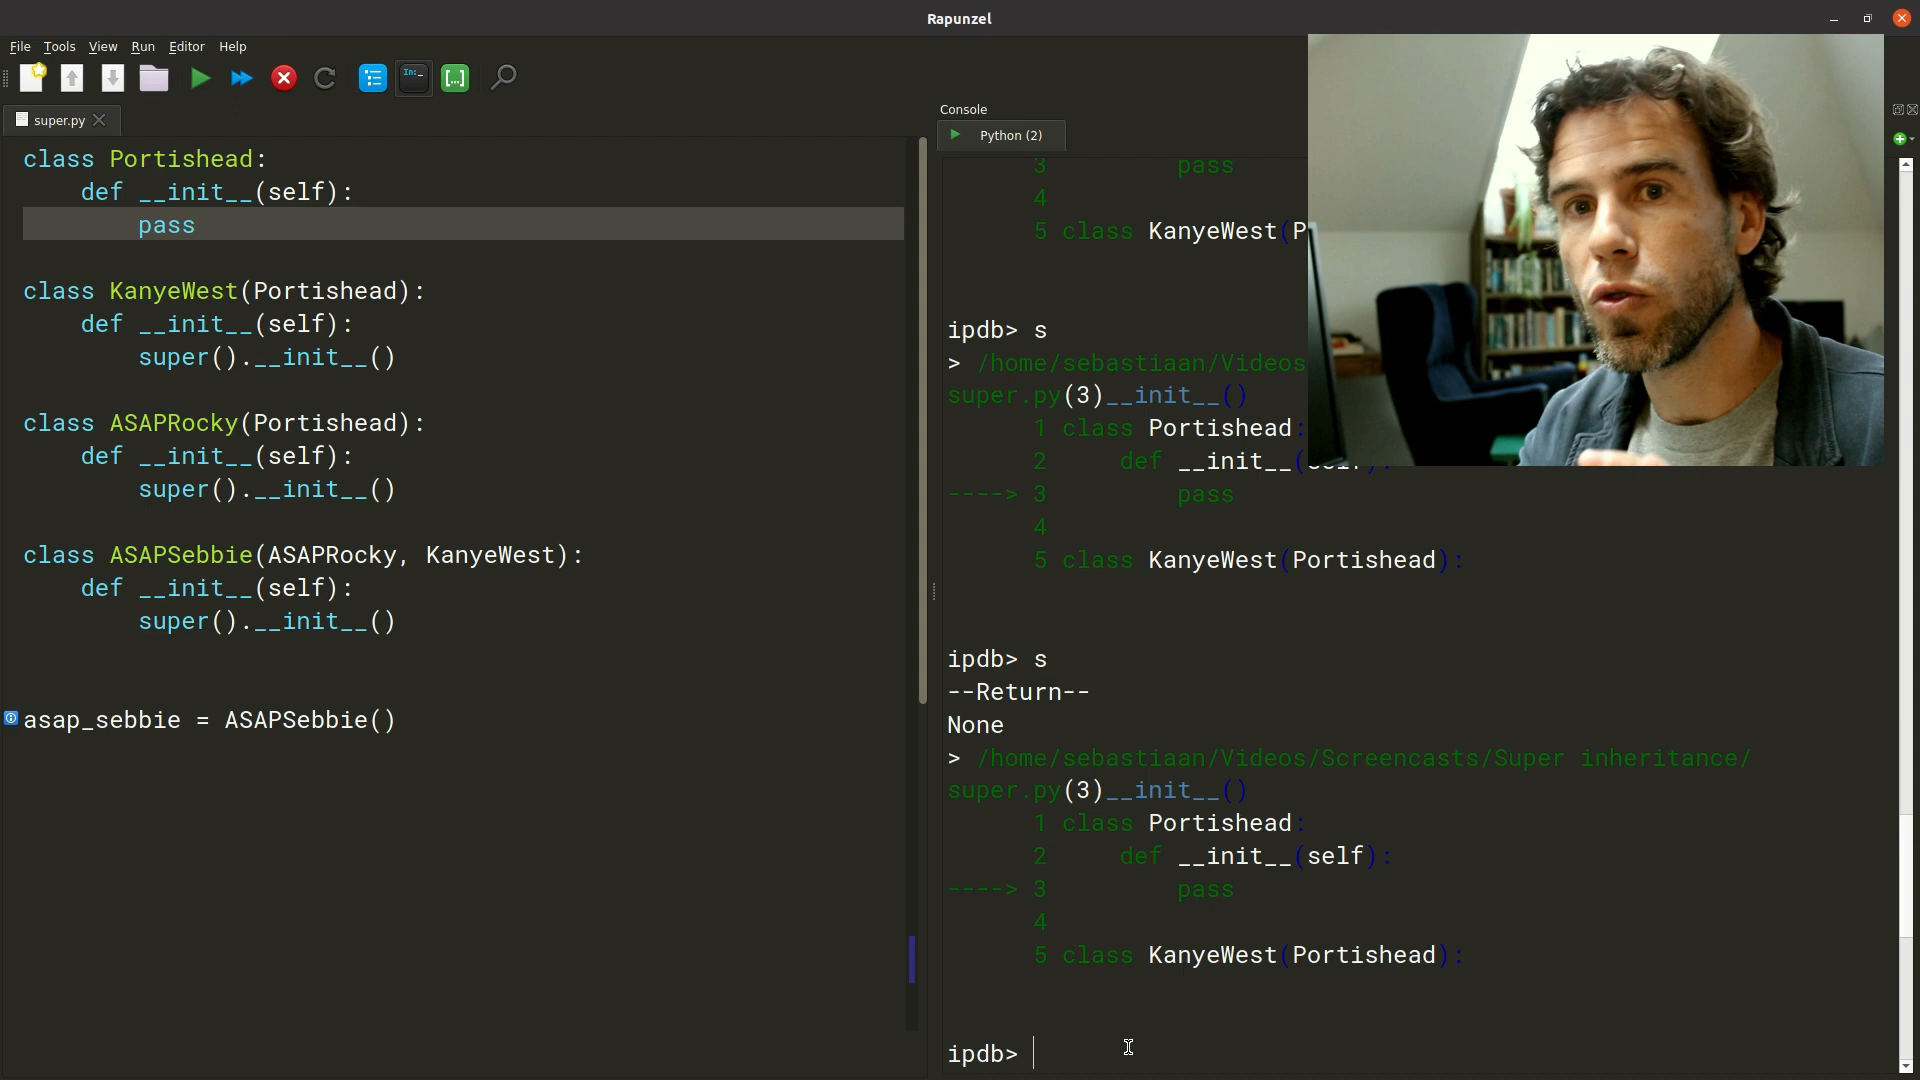 Rapunzel
File Tools View Run Editor Help
super.py
class Portishead:
def __init__(self):
pass
class KanyeWest(Portishead):
def __init__(self):
super().__init__()
class ASAPRocky(Portishead):
def __init__(self):
super().__init__()
class ASAPSebbie(ASAPRocky, KanyeWest):
def __init__(self):
super().__init__()
asap_sebbie = ASAPSebbie()
Console
Python (2)
3 pass
4
5 class KanyeWest(P
ipdb> s
> /home/sebastiaan/Videos
super.py(3)__init__()
1 class Portishead:
2 def __init__(self):
----> 3 pass
4
5 class KanyeWest(Portishead):
ipdb> s
--Return--
None
> /home/sebastiaan/Videos/Screencasts/Super inheritance/
super.py(3)__init__()
1 class Portishead:
2 def __init__(self):
----> 3 pass
4
5 class KanyeWest(Portishead):
ipdb>